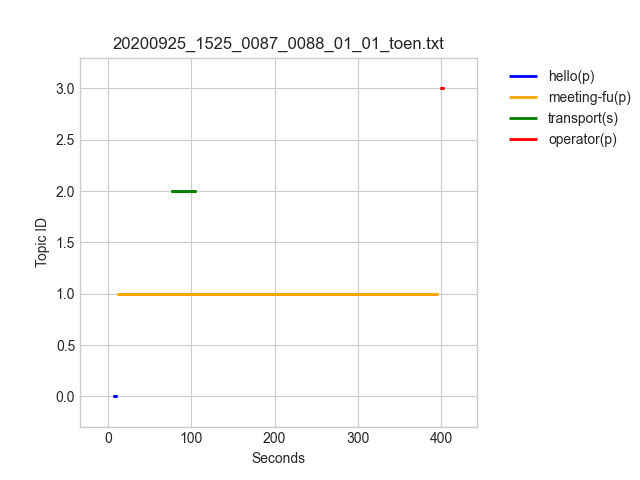 20200925_1525_0087_0088_01_01_toen.txt
hello(p)
meeting-fu(p)
transport(s)
operator(p)
3.0
2.5
2.0
1.5
1.0
0.5
0.0
Topic ID
0 100 200 300 400
Seconds